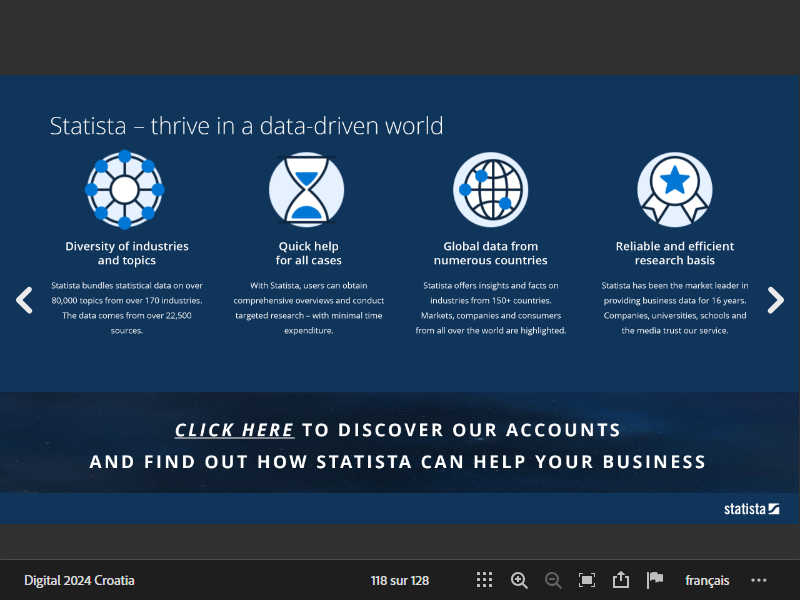 Statista – thrive in a data-driven world
Diversity of industries
and topics
Statista bundles statistical data on over
80,000 topics from over 170 industries.
The data comes from over 22,500
sources.
Quick help
for all cases
With Statista, users can obtain
comprehensive overviews and conduct
targeted research – with minimal time
expenditure.
Global data from
numerous countries
Statista offers insights and facts on
industries from 150+ countries.
Markets, companies and consumers
from all over the world are highlighted.
Reliable and efficient
research basis
Statista has been the market leader in
providing business data for 16 years.
Companies, universities, schools and
the media trust our service.
CLICK HERE TO DISCOVER OUR ACCOUNTS
AND FIND OUT HOW STATISTA CAN HELP YOUR BUSINESS
statista
Digital 2024 Croatia
118 sur 128
français